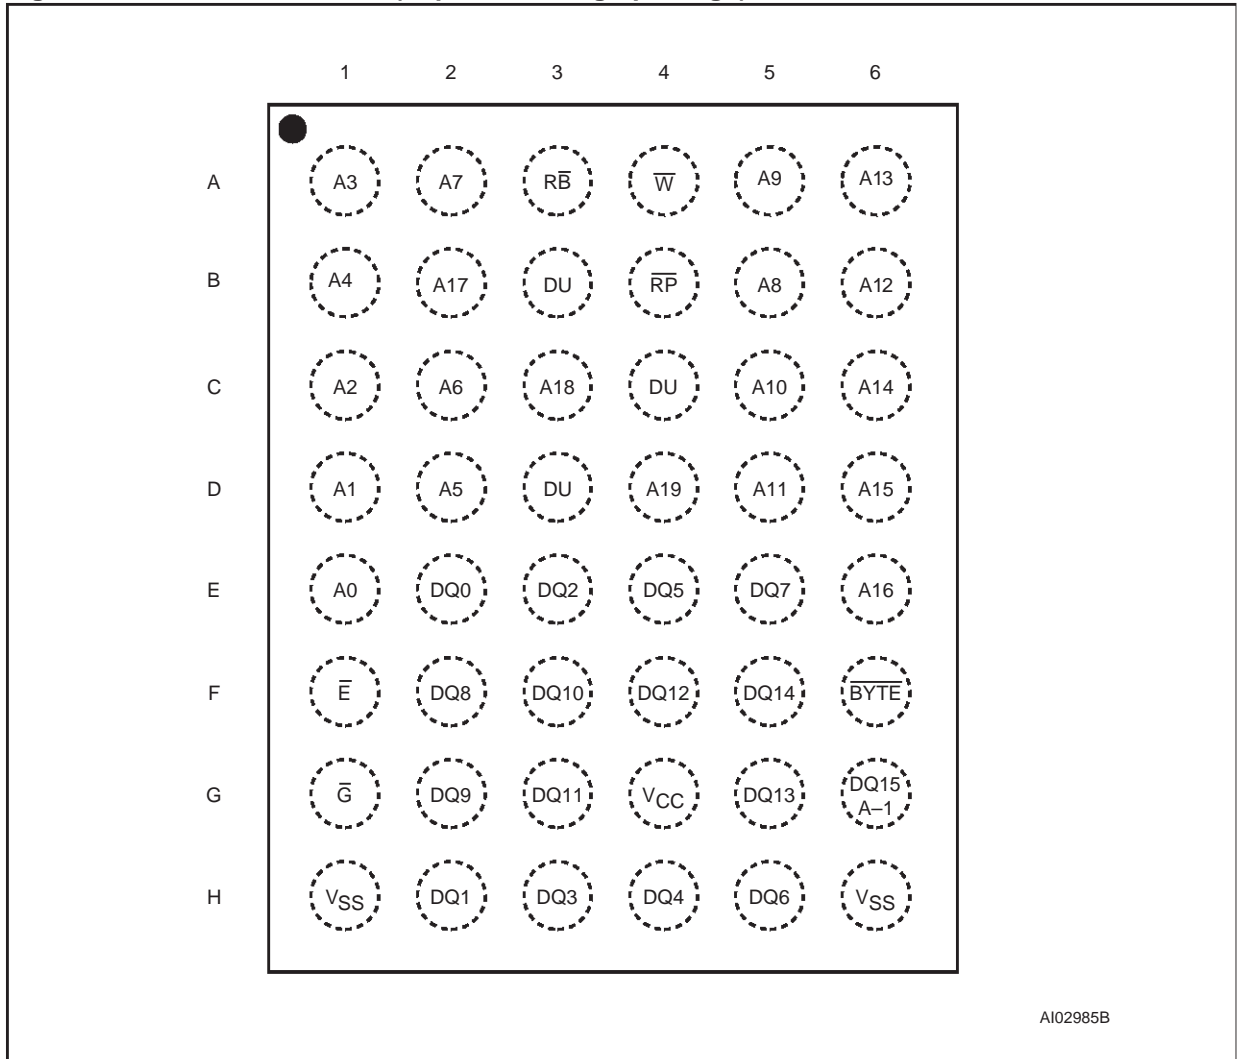 1 2 3 4 5 6
A A3 A7 RB̅ W̅ A9 A13
B A4 A17 DU R̅P̅ A8 A12
C A2 A6 A18 DU A10 A14
D A1 A5 DU A19 A11 A15
E A0 DQ0 DQ2 DQ5 DQ7 A16
F E̅ DQ8 DQ10 DQ12 DQ14 B̅Y̅T̅E̅
G G̅ DQ9 DQ11 VCC DQ13 DQ15
A–1
H VSS DQ1 DQ3 DQ4 DQ6 VSS
AI02985B